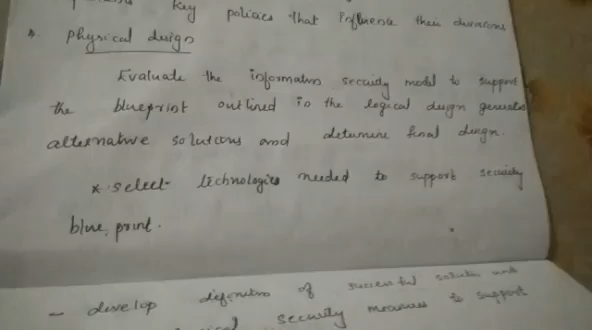 Key policies that influence their decisions
4. Physical design
Evaluate the information security model to support
the blueprint outlined in the logical design generates
alternative solutions and determine final design.
* select technologies needed to support security
blue, print.
- develop definition of successful solution
security measures to support